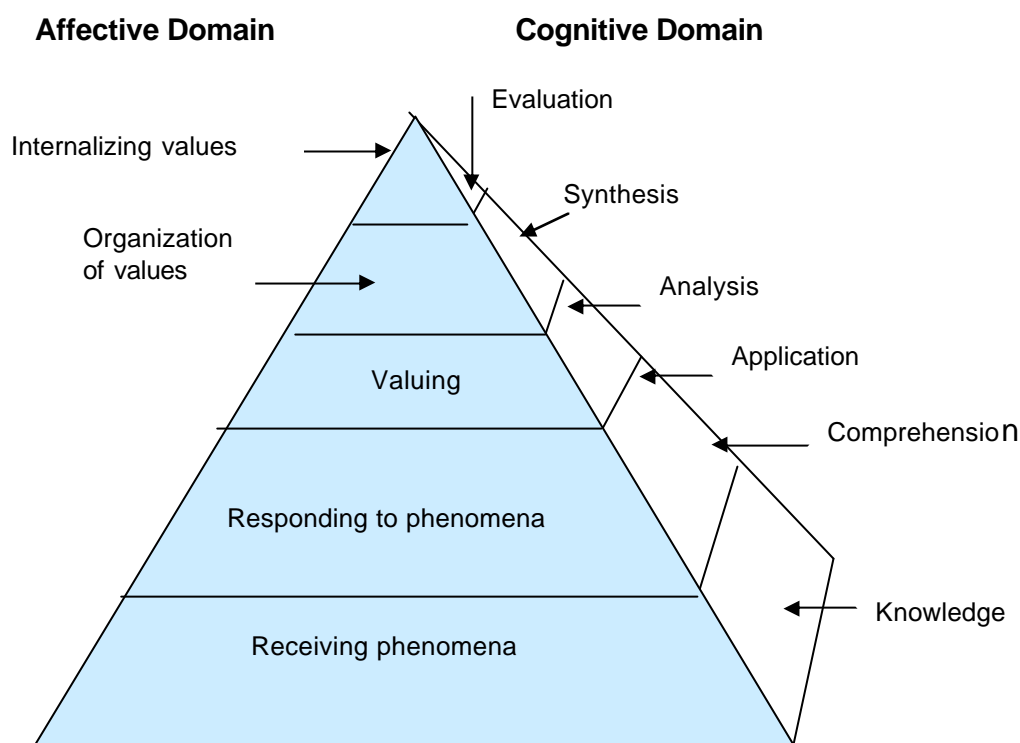 Affective Domain
Cognitive Domain
Evaluation
Internalizing values
Synthesis
Organization
of values
Analysis
Application
Valuing
Comprehension
Responding to phenomena
Knowledge
Receiving phenomena